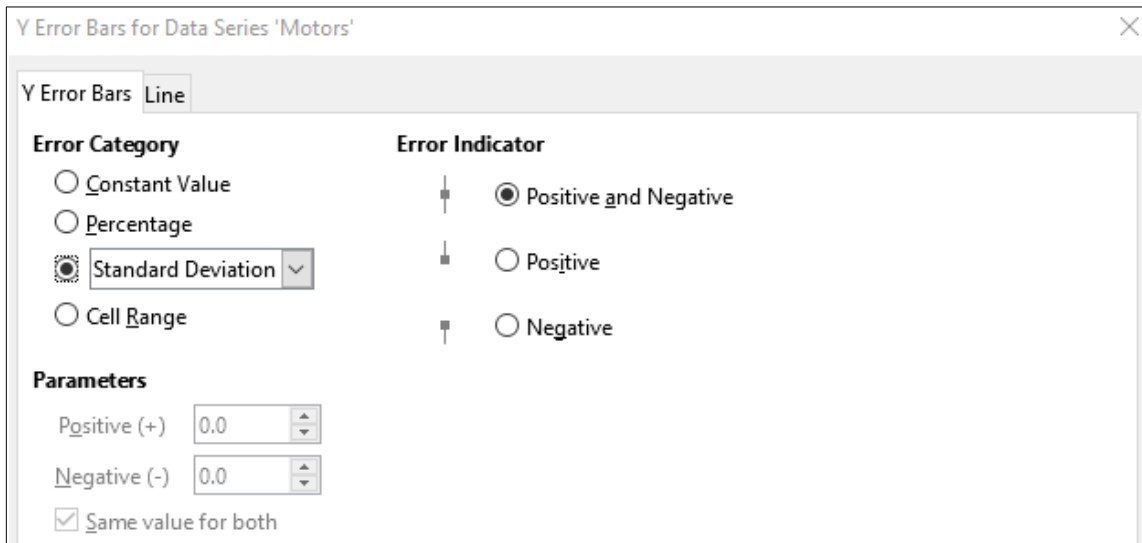 Y Error Bars for Data Series 'Motors'
Y Error Bars Line
Error Category
Constant Value
Percentage
Standard Deviation
Cell Range
Error Indicator
Positive and Negative
Positive
Negative
Parameters
Positive (+) 0.0
Negative (-) 0.0
Same value for both